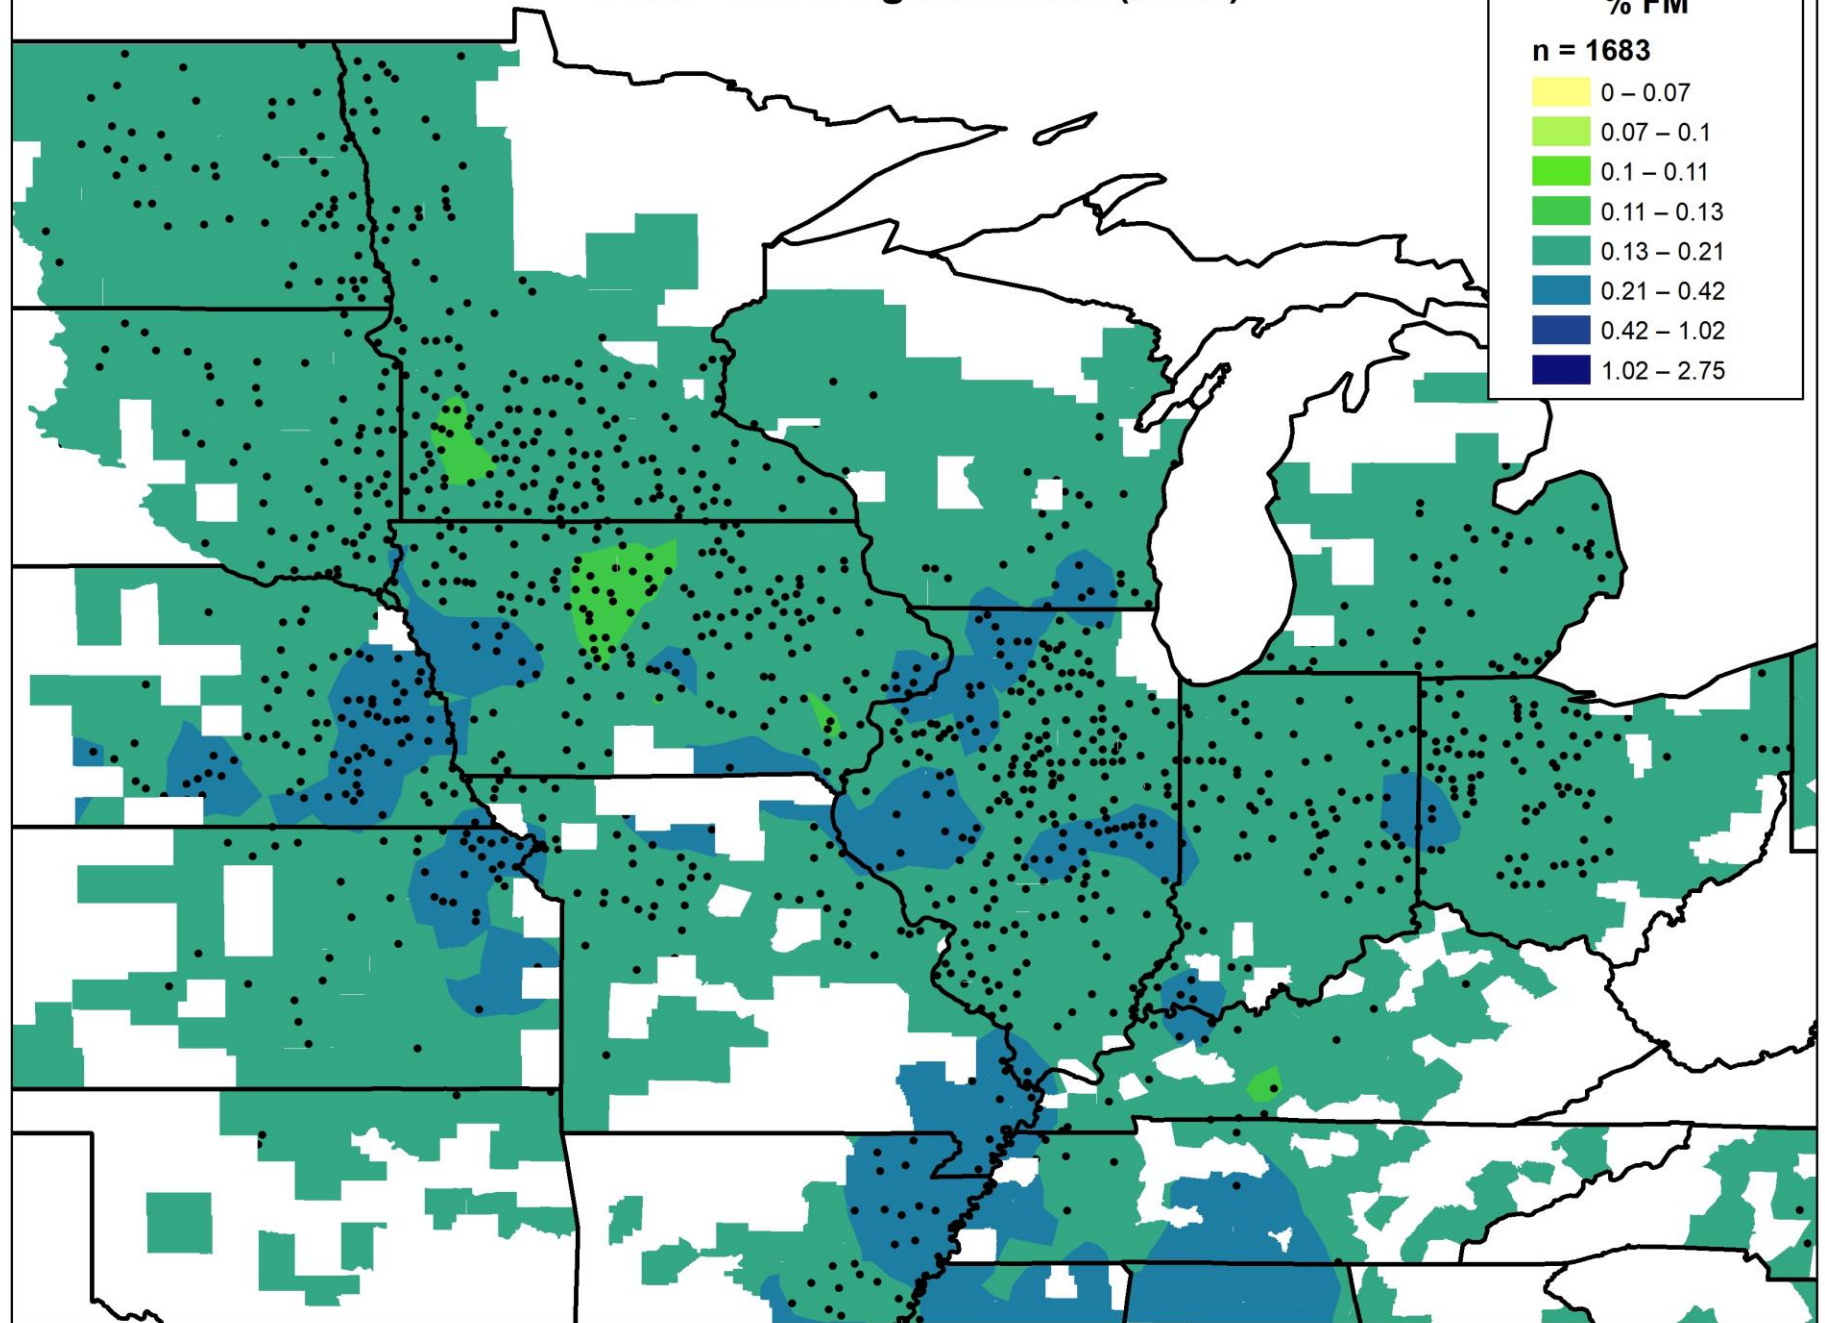 % FM
n = 1683
0 – 0.07
0.07 – 0.1
0.1 – 0.11
0.11 – 0.13
0.13 – 0.21
0.21 – 0.42
0.42 – 1.02
1.02 – 2.75